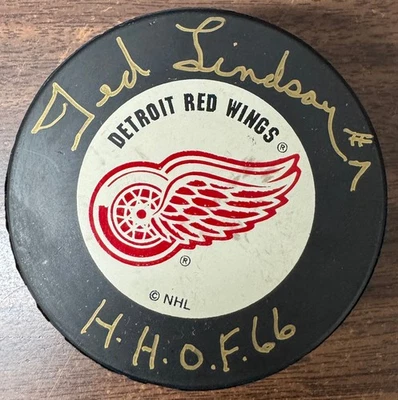 Ted Lindsay #7
DETROIT RED WINGS ®
®
© NHL
H.H.O.F. 66